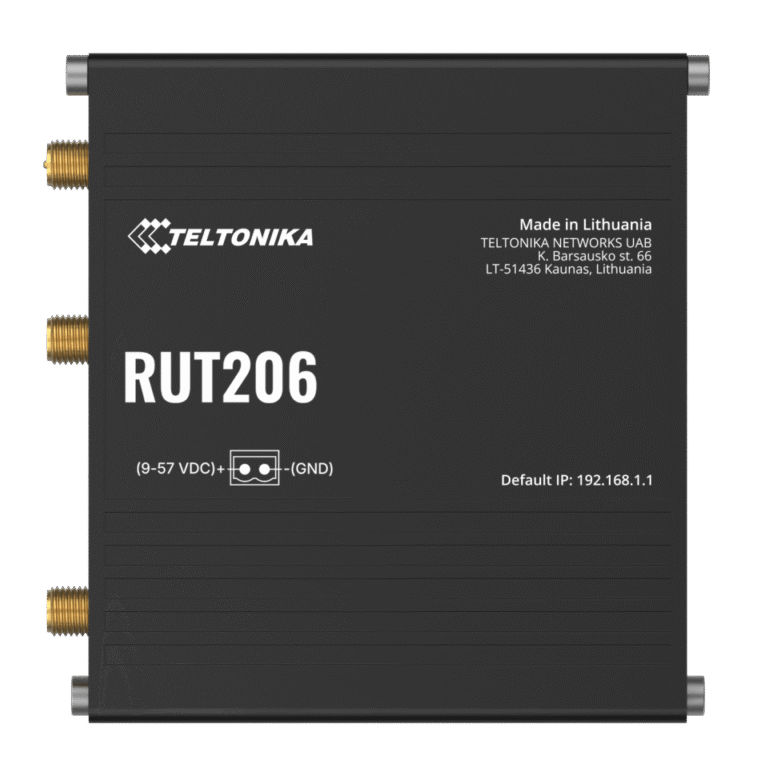 TELTONIKA
Made in Lithuania
TELTONIKA NETWORKS UAB
K. Barsausko st. 66
LT-51436 Kaunas, Lithuania
RUT206
(9-57 VDC)+ -(GND)
Default IP: 192.168.1.1